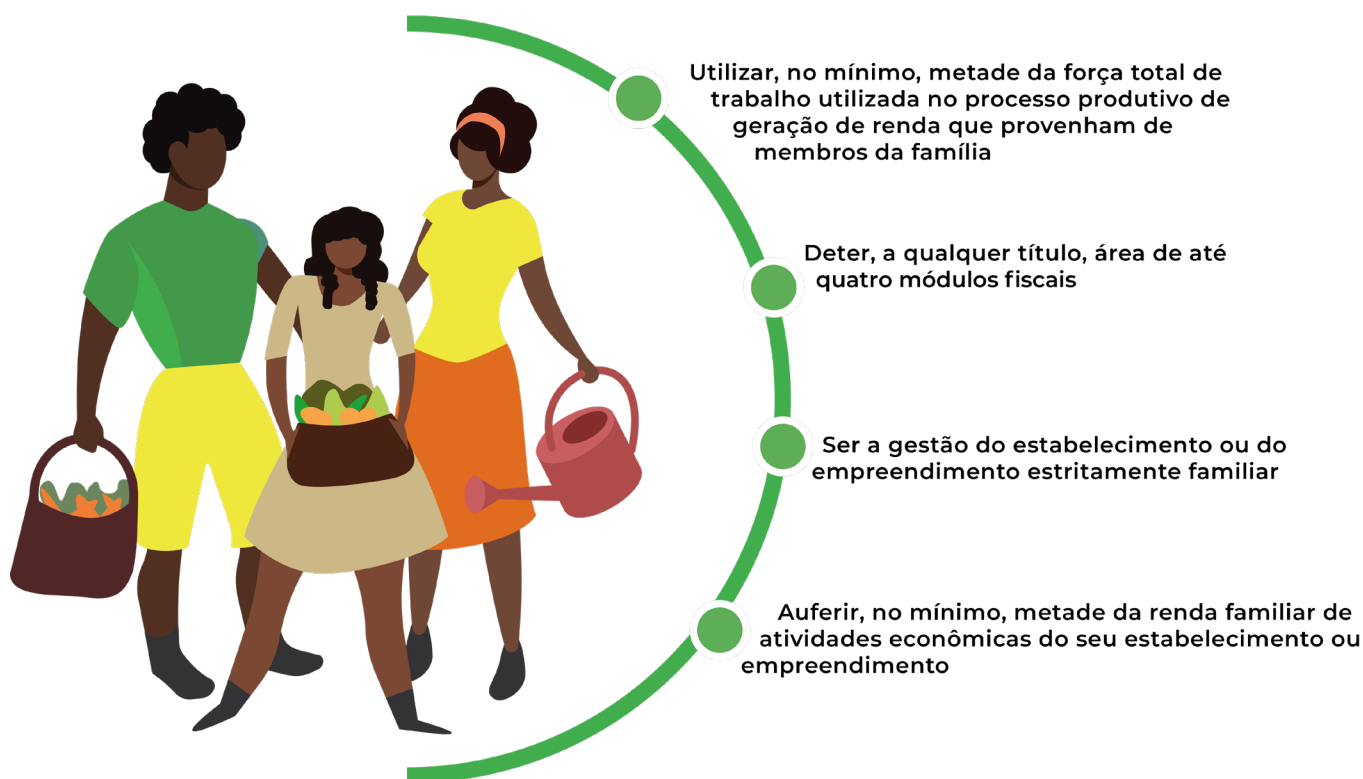 Utilizar, no mínimo, metade da força total de
trabalho utilizada no processo produtivo de
geração de renda que provenham de
membros da família
Deter, a qualquer título, área de até
quatro módulos fiscais
Ser a gestão do estabelecimento ou do
empreendimento estritamente familiar
Auferir, no mínimo, metade da renda familiar de
atividades econômicas do seu estabelecimento ou
empreendimento